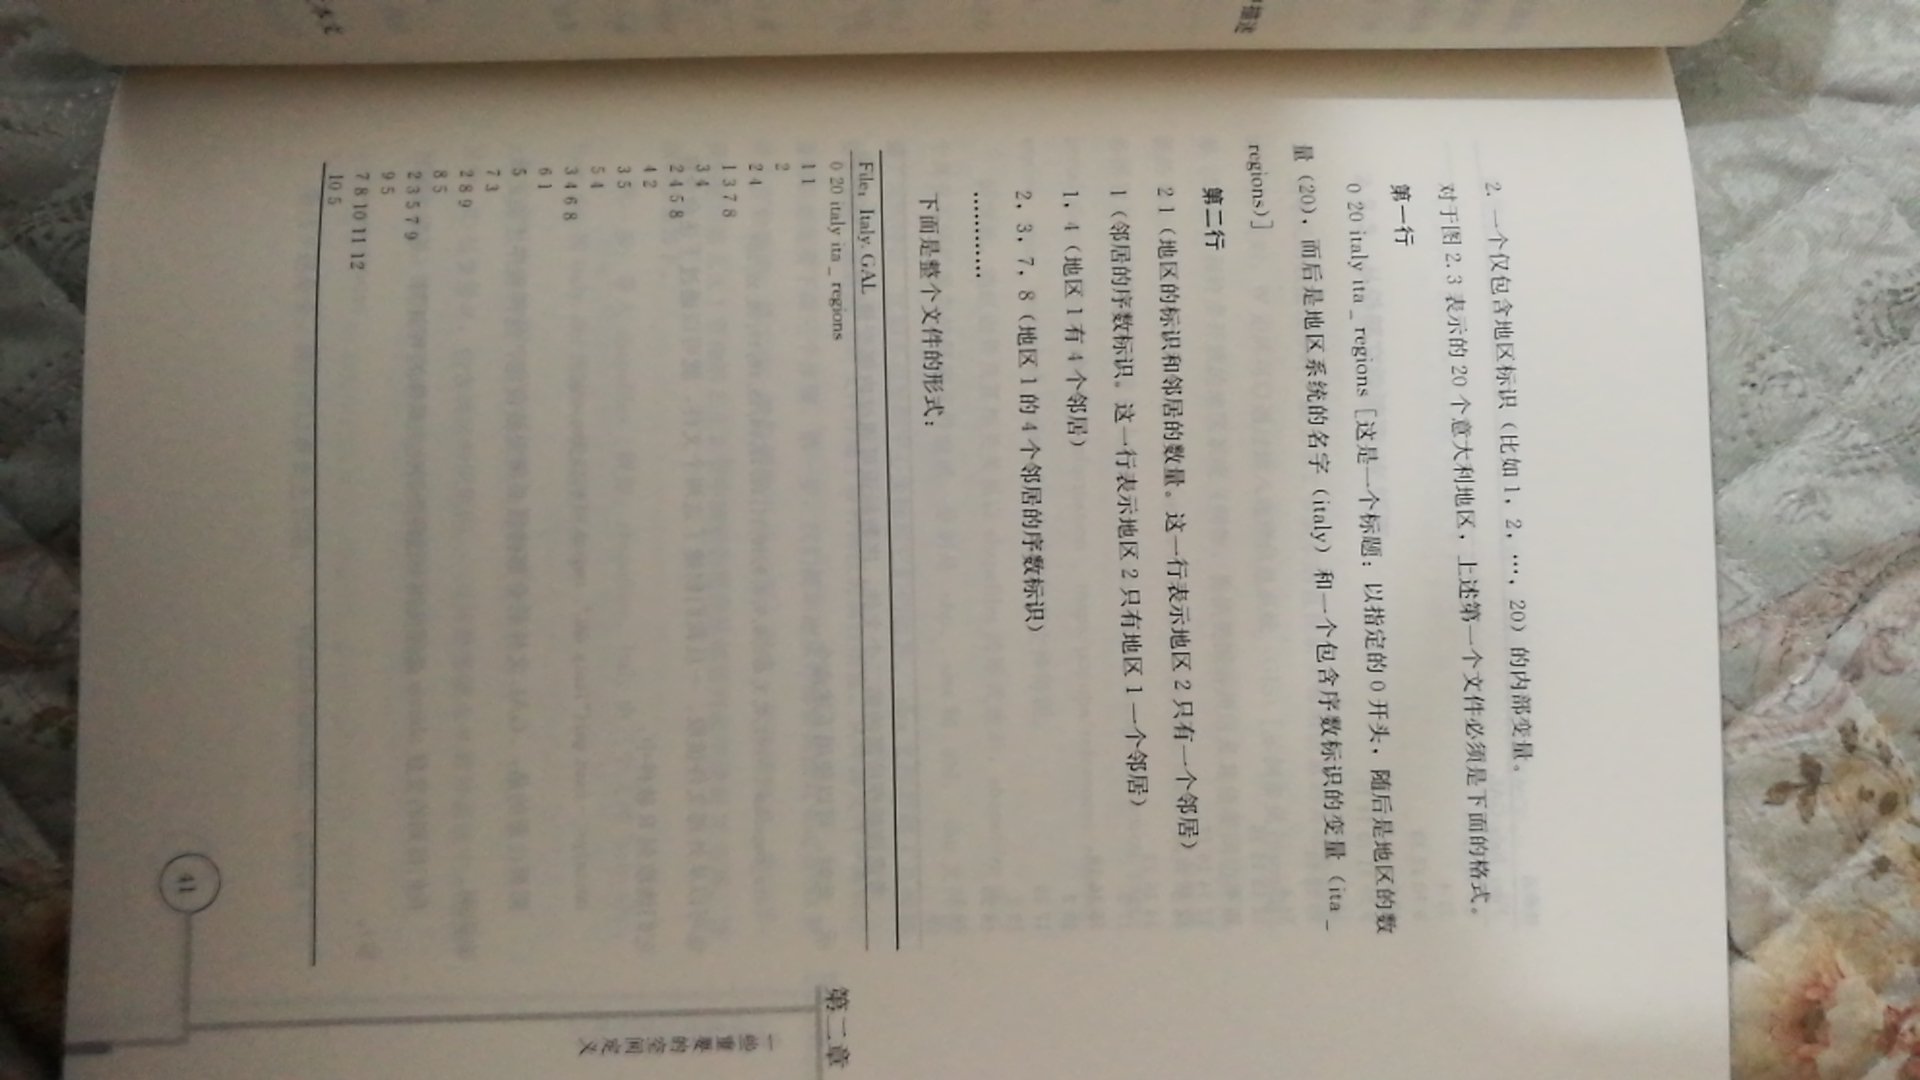 2. 一个仅包含地区标识（比如 1，2，…，20）的内部变量。
对于图 2.3 表示的 20 个意大利地区，上述第一个文件必须是下面的格式。
第一行
0 20 italy ita _ regions［这是一个标题：以指定的 0 开头，随后是地区的数
量（20），而后是地区系统的名字（italy）和一个包含序数标识的变量（ita _
regions）］
第二行
2 1（地区的标识和邻居的数量。这一行表示地区 2 只有一个邻居）
1（邻居的序数标识。这一行表示地区 2 只有地区 1 一个邻居）
1，4（地区 1 有 4 个邻居）
2，3，7，8（地区 1 的 4 个邻居的序数标识）
…………
下面是整个文件的形式：
File, Italy. GAL
0 20 italy ita _ regions
1 1
2
2 4
1 3 7 8
3 4
2 4 5 8
4 2
3 5
5 4
3 4 6 8
6 1
5
7 3
2 8 9
8 5
2 3 5 7 9
9 5
7 8 10 11 12
10 5
第二章
一些重要的空间定义
41